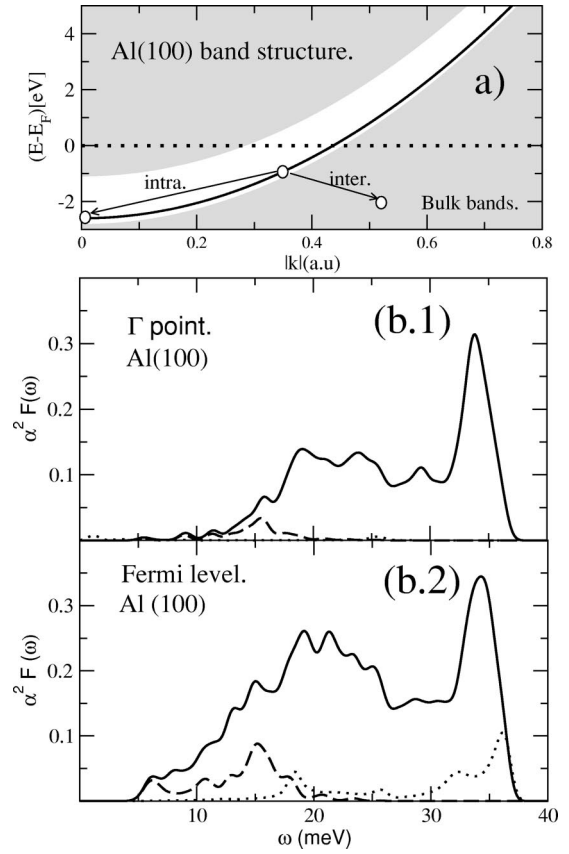 Al(100) band structure.
a)
(E-E_F)[eV]
4
2
0
-2
intra.
inter.
Bulk bands.
0
0.2
0.4
0.6
0.8
|k|(a.u)
Γ point.
Al(100)
(b.1)
α² F(ω)
0.3
0.2
0.1
Fermi level.
Al (100)
(b.2)
α² F(ω)
0.3
0.2
0.1
10
20
30
40
ω (meV)